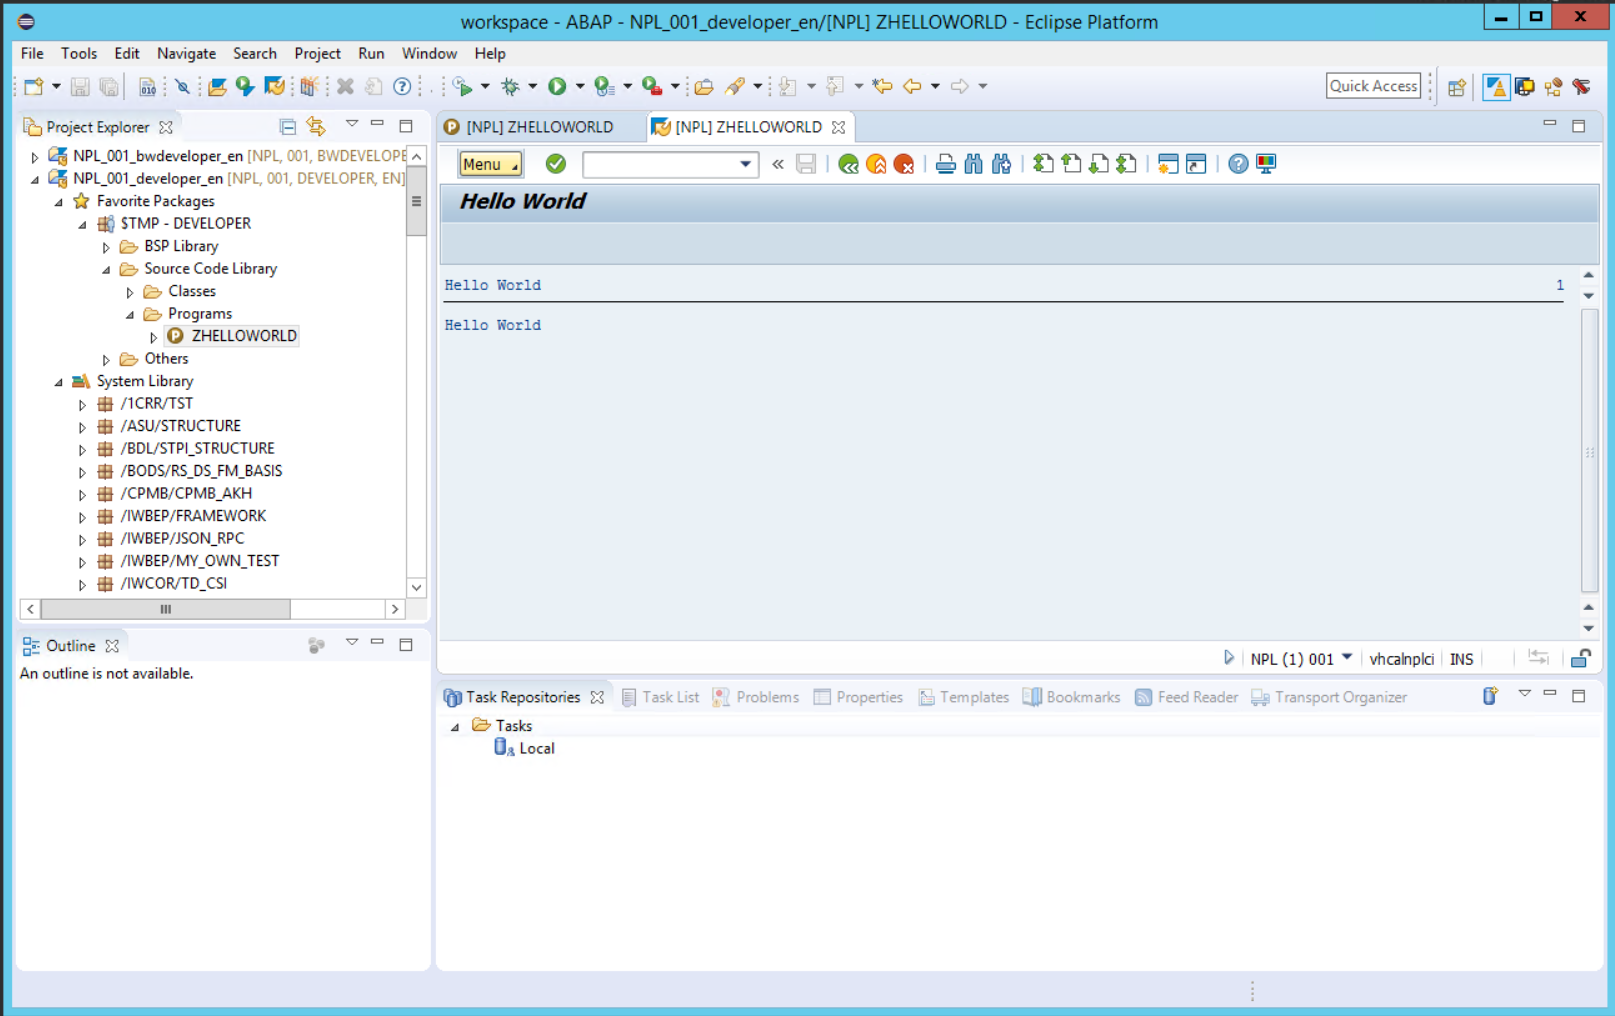 workspace - ABAP - NPL_001_developer_en/[NPL] ZHELLOWORLD - Eclipse Platform
File Tools Edit Navigate Search Project Run Window Help
010
Quick Access
Project Explorer
NPL_001_bwdeveloper_en [NPL, 001, BWDEVELOPE
NPL_001_developer_en [NPL, 001, DEVELOPER, EN]
Favorite Packages
$TMP - DEVELOPER
BSP Library
Source Code Library
Classes
Programs
P ZHELLOWORLD
Others
System Library
/1CRR/TST
/ASU/STRUCTURE
/BDL/STPI_STRUCTURE
/BODS/RS_DS_FM_BASIS
/CPMB/CPMB_AKH
/IWBEP/FRAMEWORK
/IWBEP/JSON_RPC
/IWBEP/MY_OWN_TEST
/IWCOR/TD_CSI
Outline
An outline is not available.
P [NPL] ZHELLOWORLD [NPL] ZHELLOWORLD
Menu
Hello World
Hello World 1
Hello World
NPL (1) 001 vhcalnplci INS
Task Repositories Task List Problems Properties Templates Bookmarks Feed Reader Transport Organizer
Tasks
Local